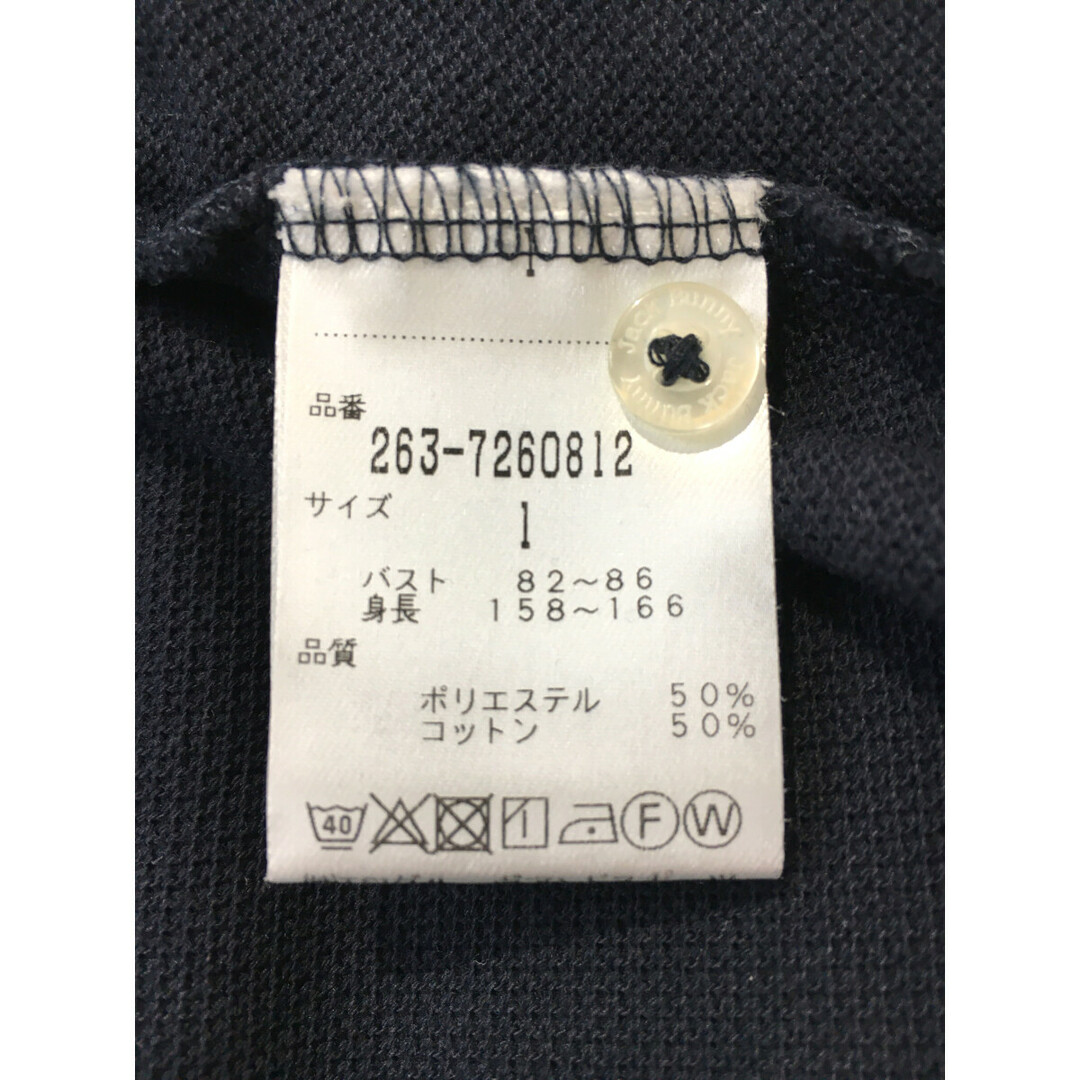 Jack Bunny Jack Bunny
品番
263-7260812
サイズ
1
バスト 82～86
身長 158～166
品質
ポリエステル 50%
コットン 50%
40 F W